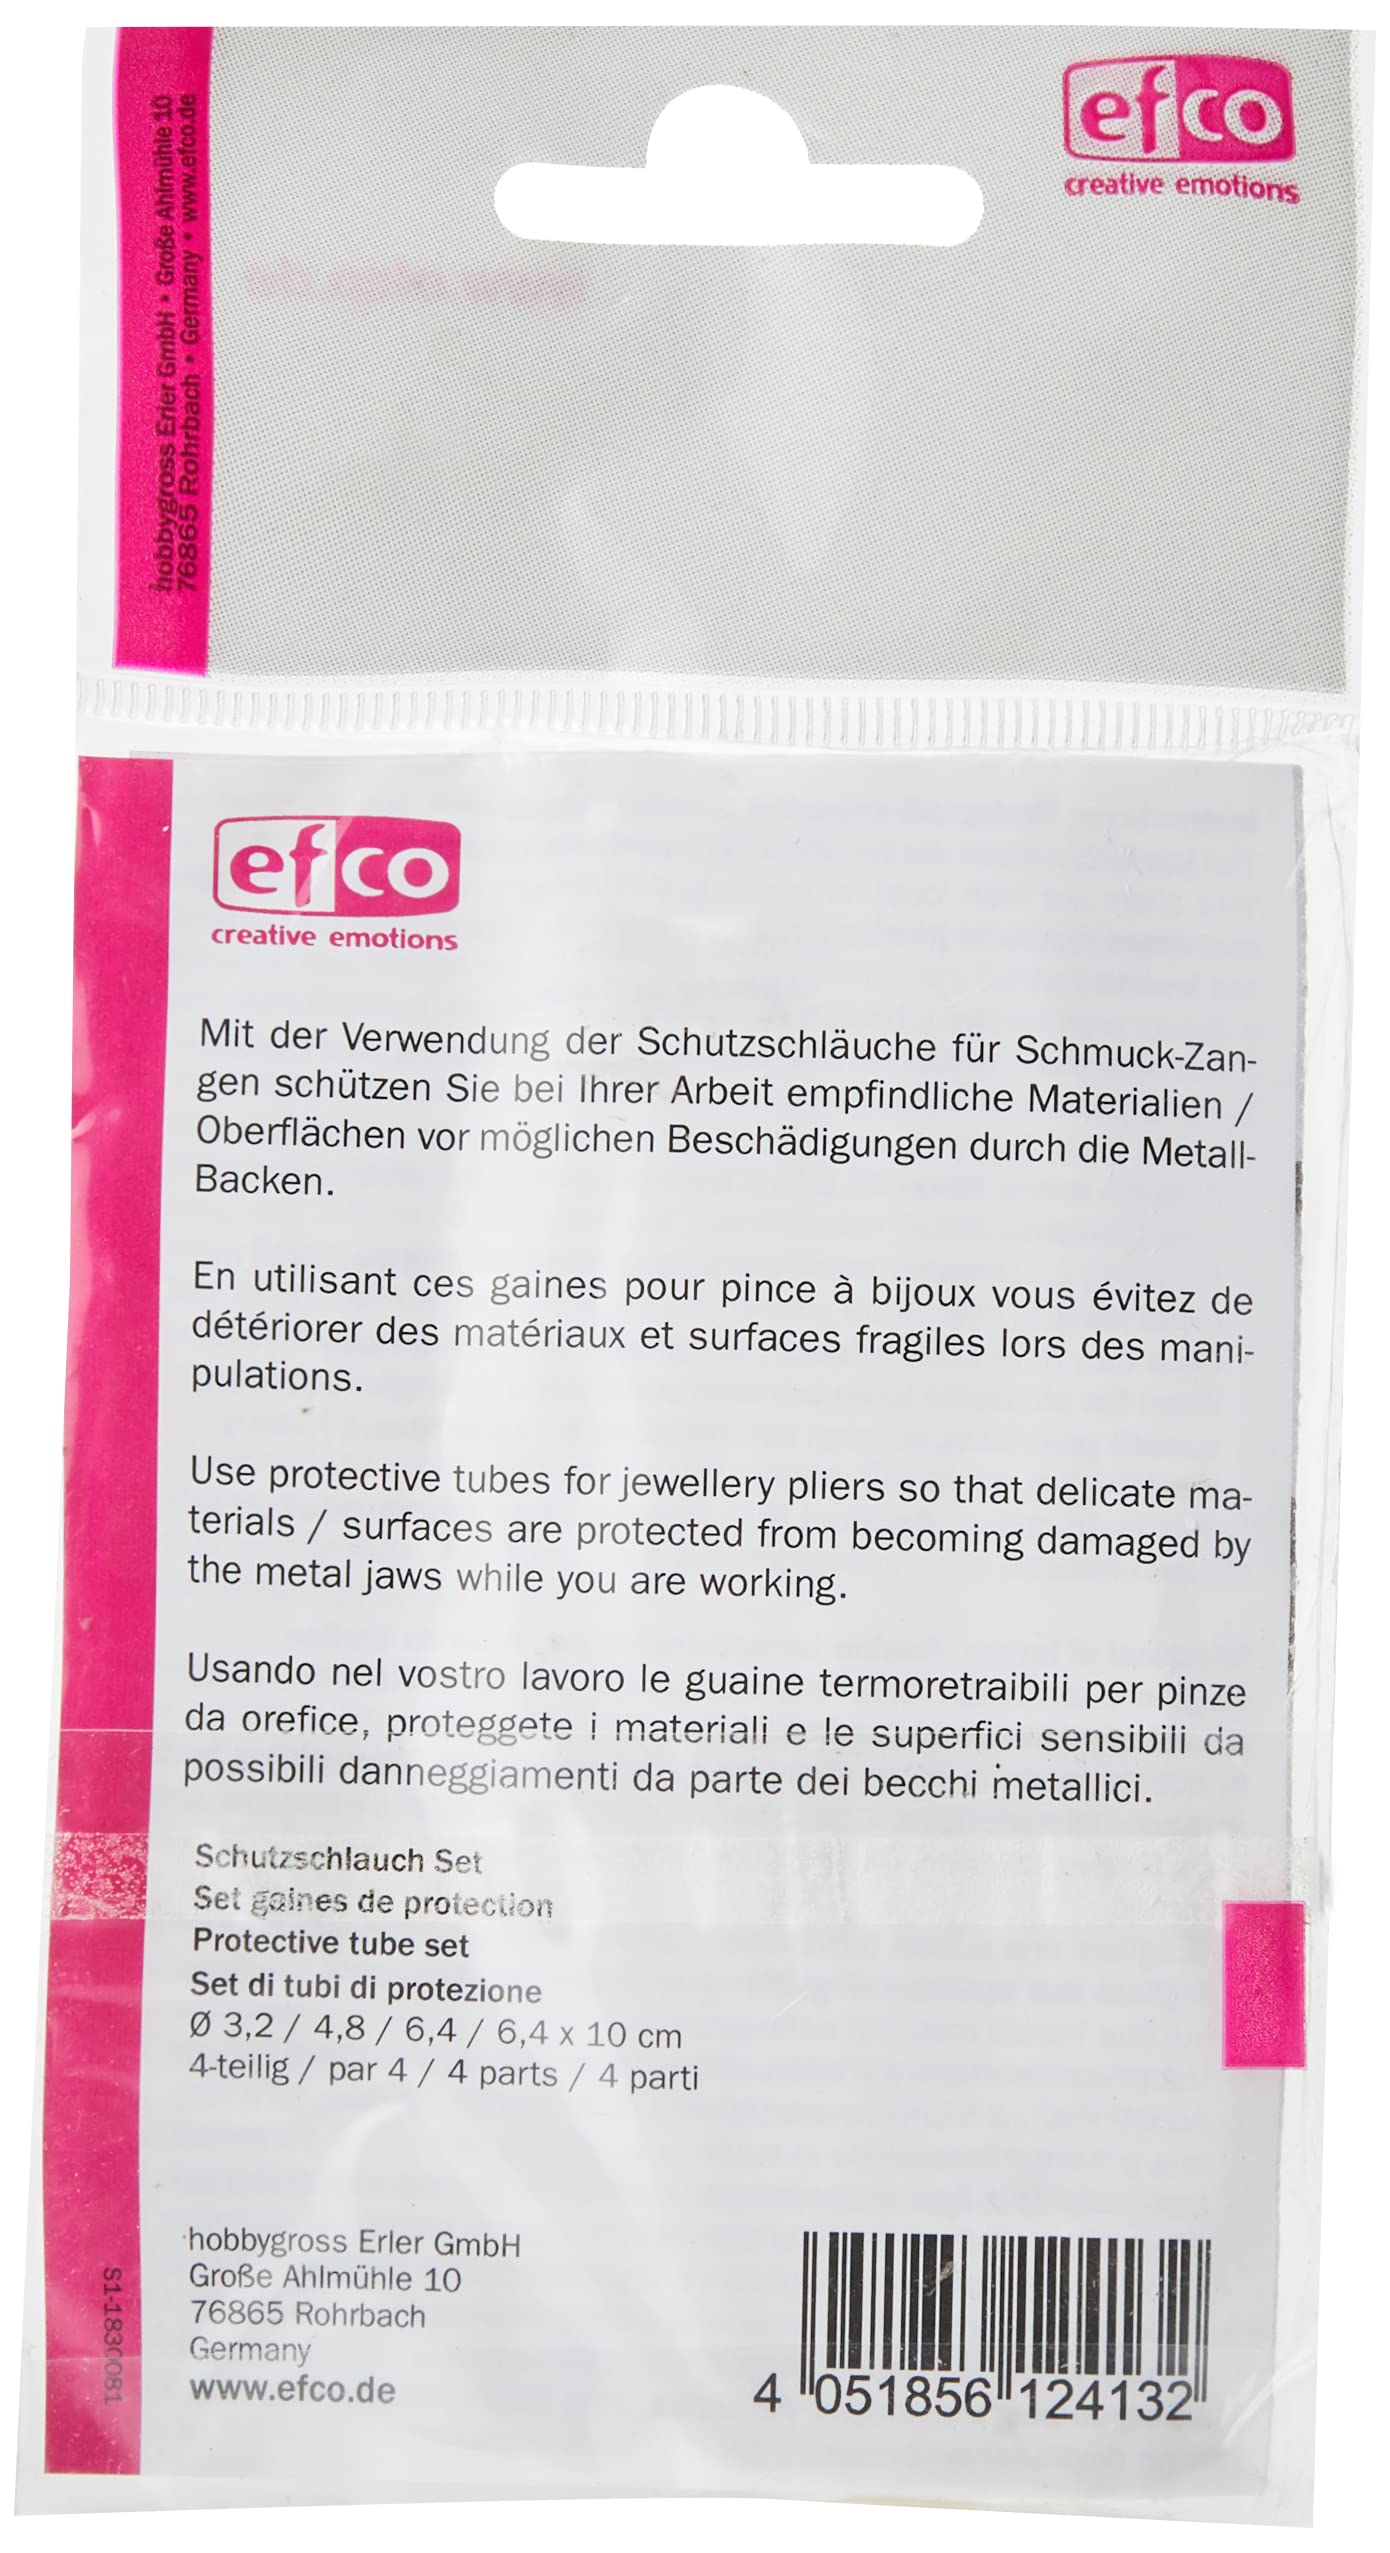 efco
creative emotions
hobbygross Erler GmbH • Große Ahlmühle 10
76865 Rohrbach • Germany • www.efco.de
efco
creative emotions
Mit der Verwendung der Schutzschläuche für Schmuck-Zan-
gen schützen Sie bei Ihrer Arbeit empfindliche Materialien /
Oberflächen vor möglichen Beschädigungen durch die Metall-
Backen.
En utilisant ces gaines pour pince à bijoux vous évitez de
détériorer des matériaux et surfaces fragiles lors des mani-
pulations.
Use protective tubes for jewellery pliers so that delicate ma-
terials / surfaces are protected from becoming damaged by
the metal jaws while you are working.
Usando nel vostro lavoro le guaine termoretraibili per pinze
da orefice, proteggete i materiali e le superfici sensibili da
possibili danneggiamenti da parte dei becchi metallici.
Schutzschlauch Set
Set gaines de protection
Protective tube set
Set di tubi di protezione
Ø 3,2 / 4,8 / 6,4 / 6,4 x 10 cm
4-teilig / par 4 / 4 parts / 4 parti
hobbygross Erler GmbH
Große Ahlmühle 10
76865 Rohrbach
Germany
www.efco.de
S1-1830081
4 051856 124132